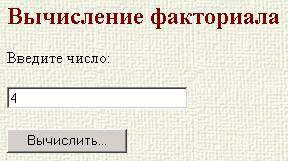 Вычисление факториала
Введите число:
4
Вычислить...